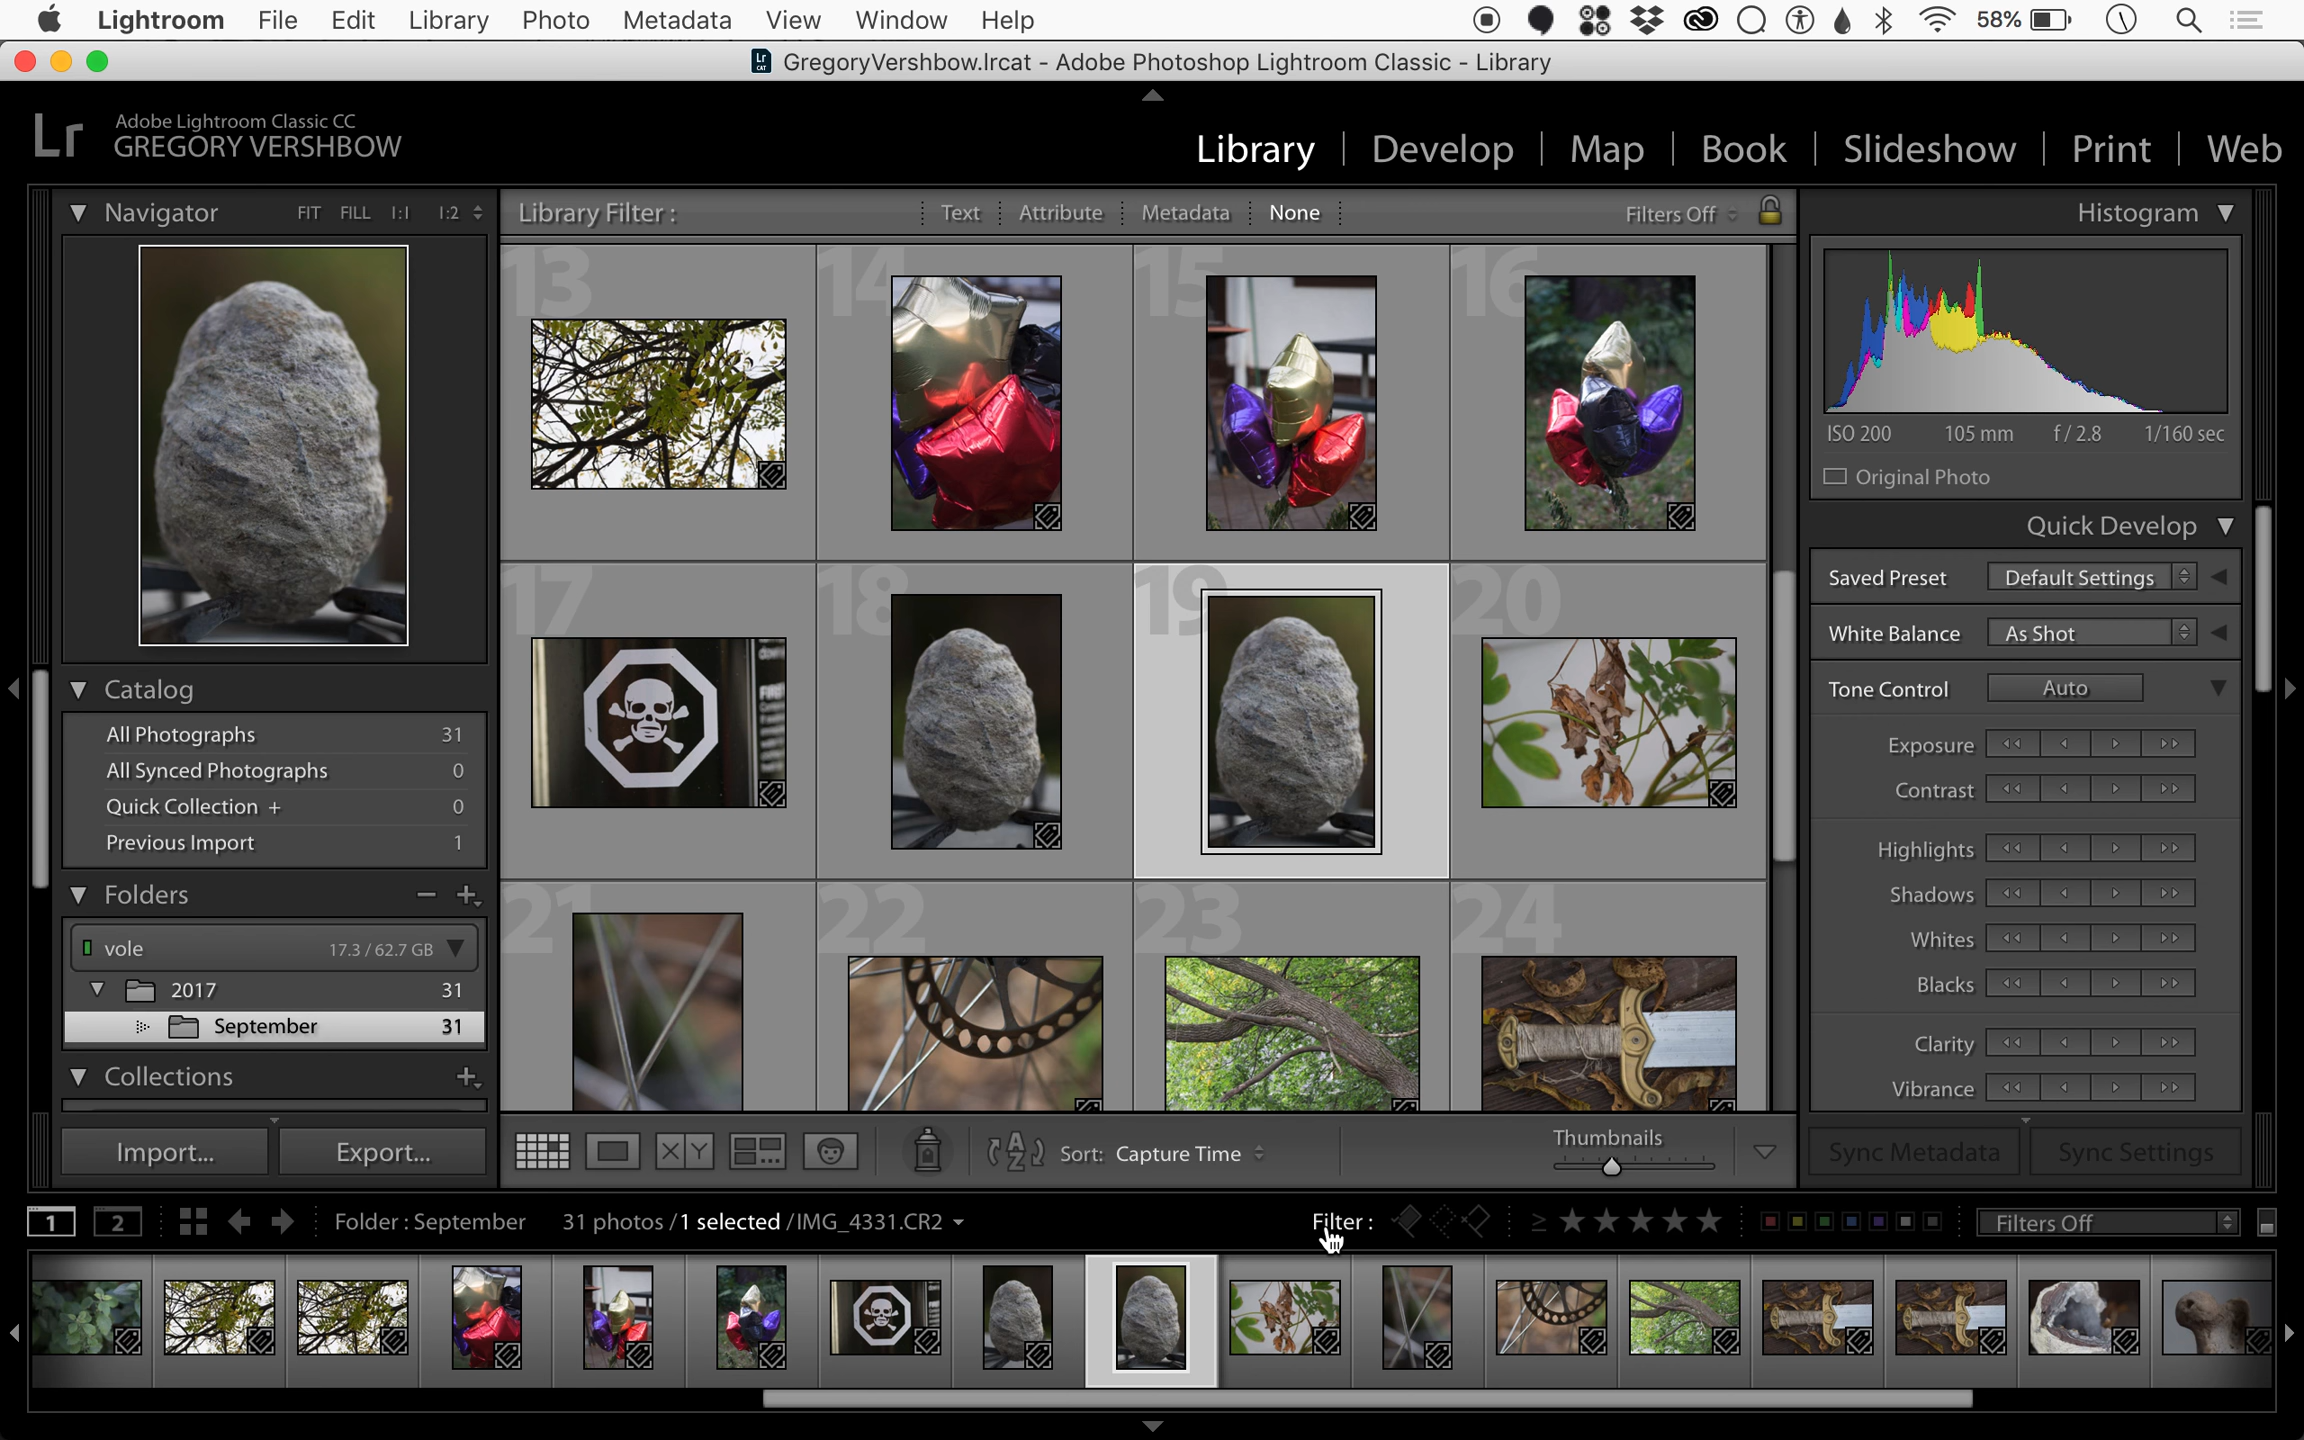 Lightroom File Edit Library Photo Metadata View Window Help 58%
GregoryVershbow.lrcat - Adobe Photoshop Lightroom Classic - Library
Lr Adobe Lightroom Classic CC
GREGORY VERSHBOW
Library | Develop | Map | Book | Slideshow | Print | Web
Navigator FIT FILL 1:1 1:2
Library Filter : Text Attribute Metadata None Filters Off
Histogram
13 14 15 16
ISO 200 105 mm f / 2.8 1/160 sec
Original Photo
Quick Develop
17 18 19 20
Saved Preset Default Settings
White Balance As Shot
Catalog
Tone Control Auto
All Photographs 31
Exposure
All Synced Photographs 0
Contrast
Quick Collection + 0
Previous Import 1
Highlights
Folders
Shadows
21 22 23 24
vole 17.3 / 62.7 GB
Whites
2017 31
Blacks
September 31
Clarity
Collections
Vibrance
Import... Export...
X Y
A Z Sort: Capture Time
Thumbnails
Sync Metadata Sync Settings
1 2 Folder : September 31 photos / 1 selected / IMG_4331.CR2
Filter : ≥ Filters Off